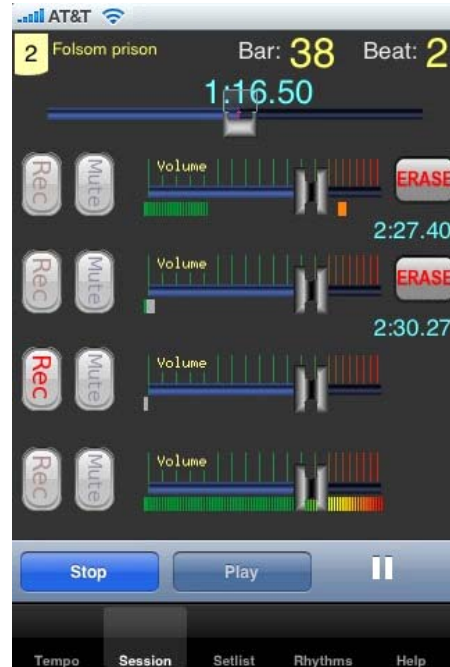 AT&T
2 Folsom prison Bar: 38 Beat: 2
1:16.50
Rec Mute Volume ERASE
2:27.40
Rec Mute Volume ERASE
2:30.27
Rec Mute Volume
Rec Mute Volume
Stop Play
Tempo Session Setlist Rhythms Help